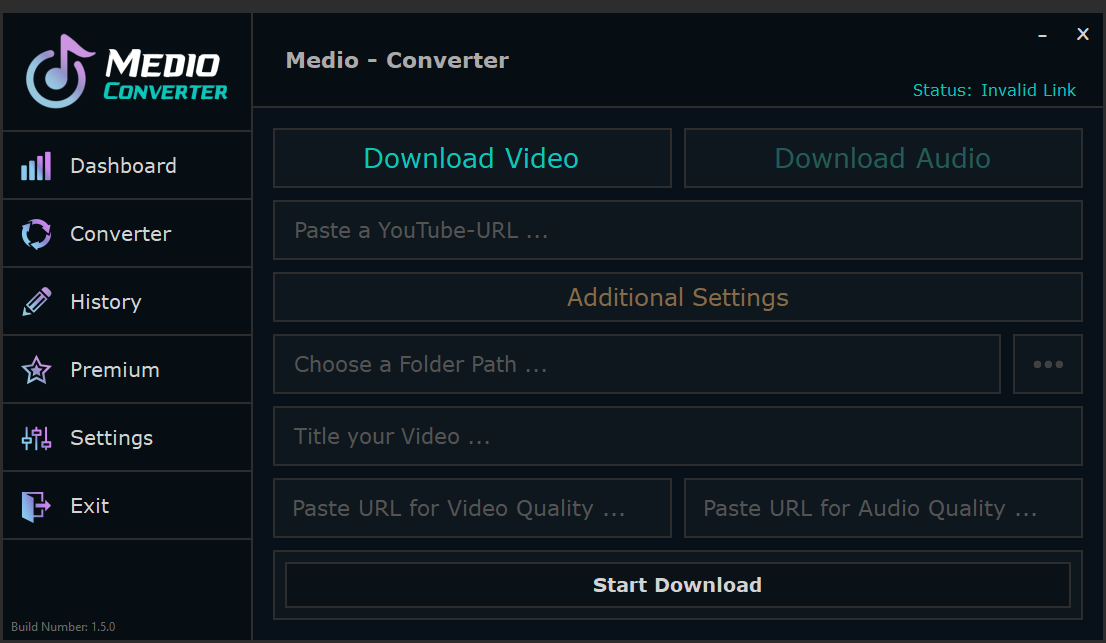 MEDIO
CONVERTER
Dashboard
Converter
History
Premium
Settings
Exit
Build Number: 1.5.0
Medio - Converter
Status: Invalid Link
Download Video
Download Audio
Paste a YouTube-URL ...
Additional Settings
Choose a Folder Path ...
Title your Video ...
Paste URL for Video Quality ...
Paste URL for Audio Quality ...
Start Download